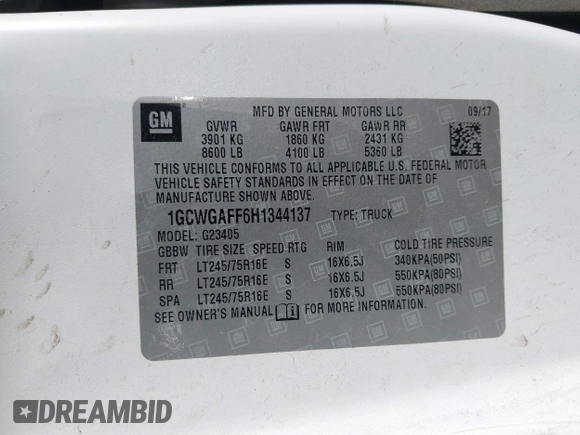 GM
MFD BY GENERAL MOTORS LLC 09/17
GVWR GAWR FRT GAWR RR
3901 KG 1860 KG 2431 KG
8600 LB 4100 LB 5360 LB
THIS VEHICLE CONFORMS TO ALL APPLICABLE U.S. FEDERAL MOTOR
VEHICLE SAFETY STANDARDS IN EFFECT ON THE DATE OF
MANUFACTURE SHOWN ABOVE.
1GCWGAFF6H1344137 TYPE: TRUCK
MODEL: G23405
GBBW TIRE SIZE SPEED RTG RIM COLD TIRE PRESSURE
FRT LT245/75R16E S 16X6.5J 340KPA(50PSI)
RR LT245/75R16E S 16X6.5J 550KPA(80PSI)
SPA LT245/75R16E S 16X6.5J 550KPA(80PSI)
SEE OWNER'S MANUAL FOR MORE INFORMATION.
DREAMBID